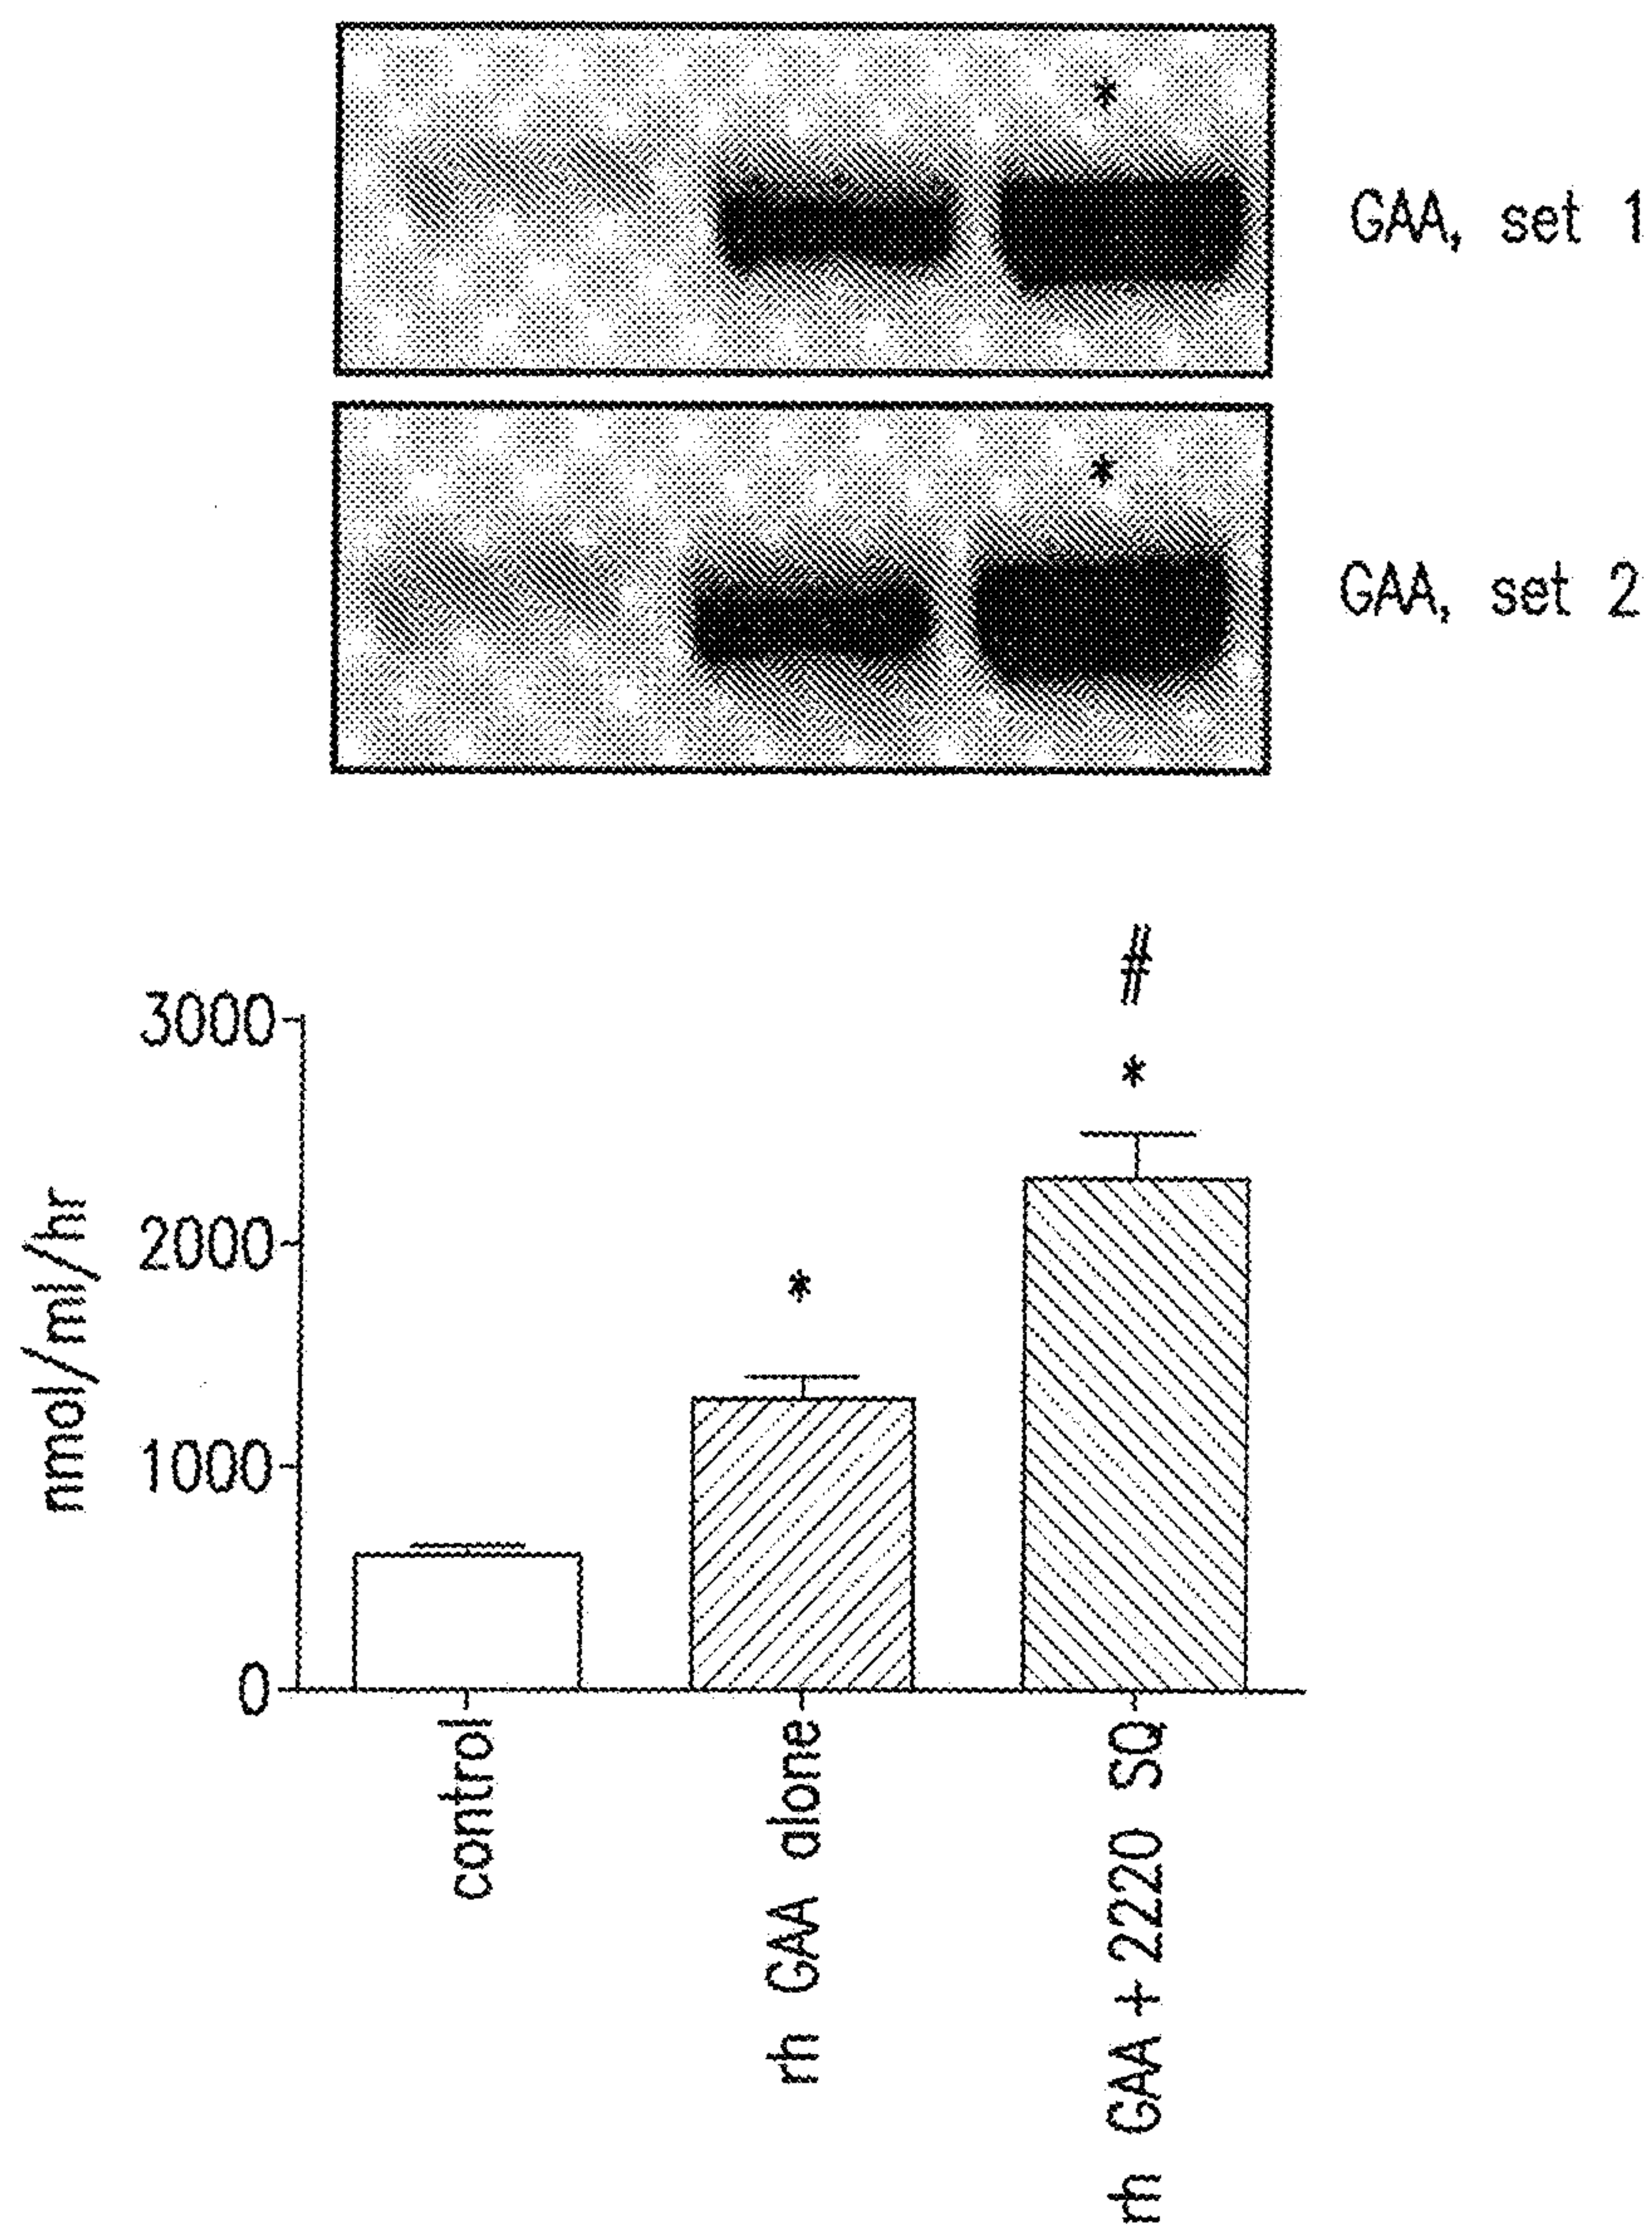 *
GAA, set 1
*
GAA, set 2
#
*
*
3000
2000
1000
0
nmol/ml/hr
control
rh GAA alone
rh GAA + 2220 SQ